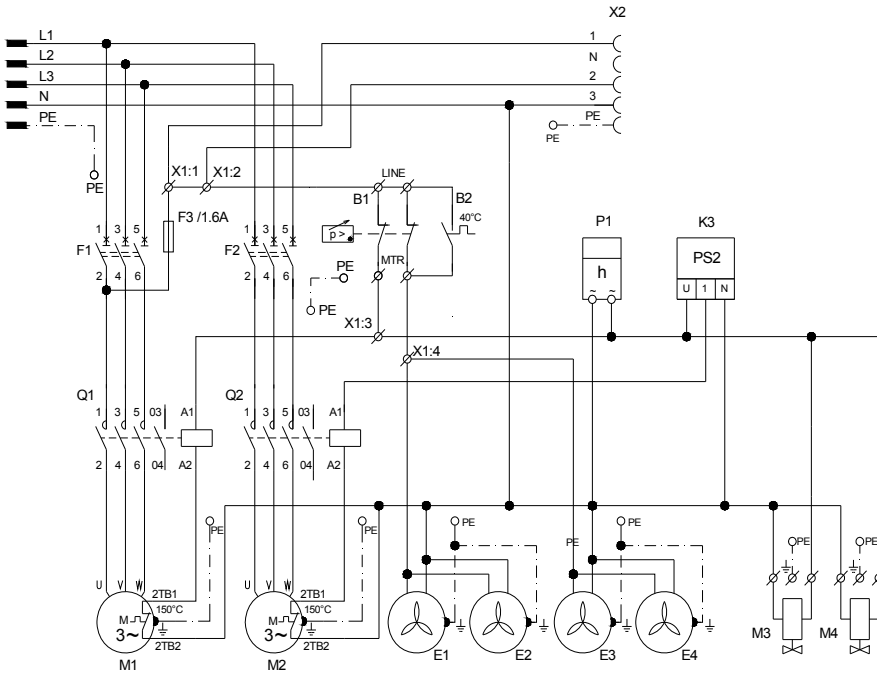 X2
L1
1
L2
N
L3
2
N
3
PE
PE
PE
PE
X1:1
X1:2
LINE
B1
B2
F3 /1.6A
P1
K3
1 3 5
1 3 5
40°C
F1
F2
p >
h
PS2
MTR
2 4 6
2 4 6
PE
~ ~
U 1 N
PE
X1:3
X1:4
Q1
Q2
1 3 5 03
A1
1 3 5 03
A1
2 4 6 04
A2
2 4 6 04
A2
PE
PE
PE
PE
PE
PE
PE
U V W
2TB1
U V W
2TB1
150°C
150°C
M
3~
M
3~
2TB2
2TB2
M3
M4
M1
M2
E1
E2
E3
E4